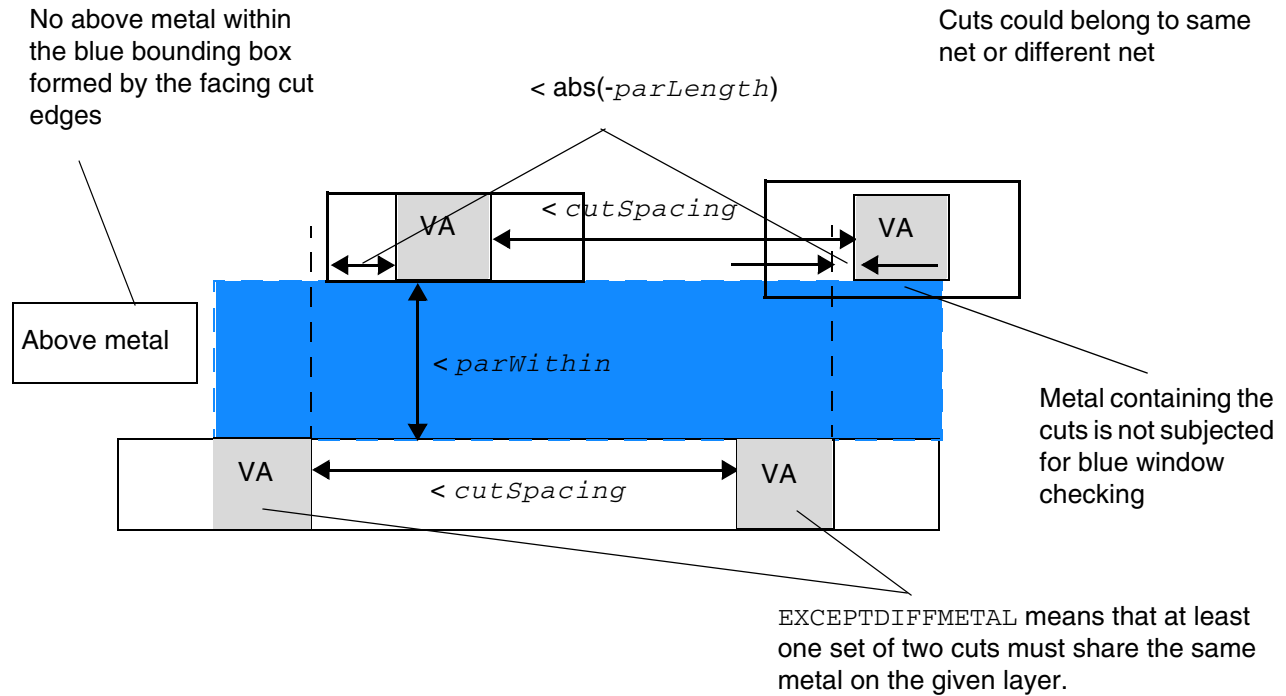 No above metal within
the blue bounding box
formed by the facing cut
edges
Cuts could belong to same
net or different net
< abs(-parLength)
VA
< cutSpacing
VA
Above metal
< parWithin
Metal containing the
cuts is not subjected
for blue window
checking
VA
< cutSpacing
VA
EXCEPTDIFFMETAL means that at least
one set of two cuts must share the same
metal on the given layer.